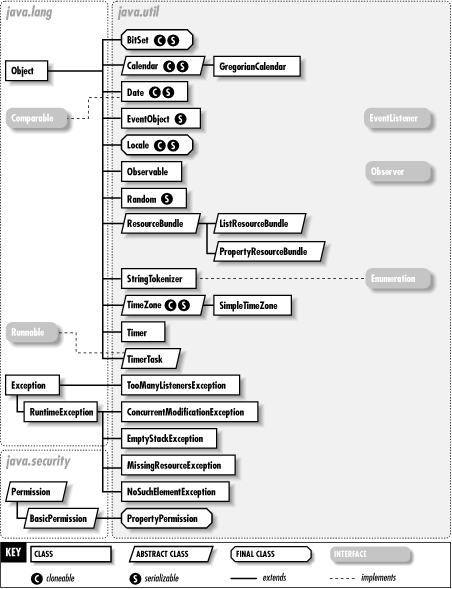 java.lang
java.util
BitSet C S
Object
Calendar C S
GregorianCalendar
Date C S
Comparable
EventObject S
EventListener
Locale C S
Observable
Observer
Random S
ResourceBundle
ListResourceBundle
PropertyResourceBundle
StringTokenizer
Enumeration
TimeZone C S
SimpleTimeZone
Runnable
Timer
TimerTask
Exception
TooManyListenersException
RuntimeException
ConcurrentModificationException
EmptyStackException
java.security
MissingResourceException
Permission
NoSuchElementException
BasicPermission
PropertyPermission
KEY
CLASS
ABSTRACT CLASS
FINAL CLASS
INTERFACE
C cloneable
S serializable
extends
implements